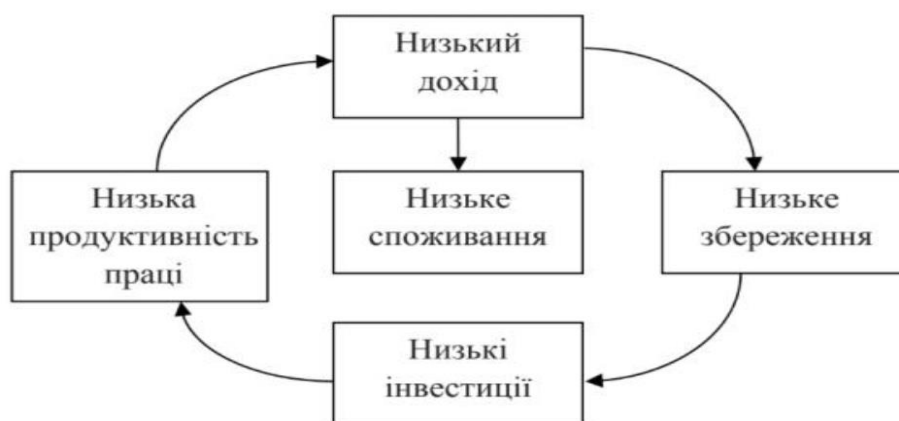 Низький
дохід
Низька
продуктивність
праці
Низьке
споживання
Низьке
збереження
Низькі
інвестиції